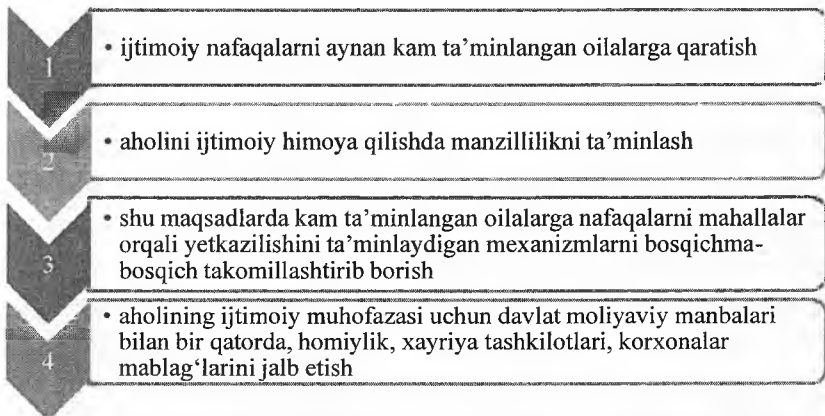 1
• ijtimoiy nafaqalarni aynan kam ta’minlangan oilalarga qaratish
2
• aholini ijtimoiy himoya qilishda manzillilikni ta’minlash
3
• shu maqsadlarda kam ta’minlangan oilalarga nafaqalarni mahallalar
orqali yetkazilishini ta’minlaydigan mexanizmlarni bosqichma-
bosqich takomillashtirib borish
4
• aholining ijtimoiy muhofazasi uchun davlat moliyaviy manbalari
bilan bir qatorda, homiylik, xayriya tashkilotlari, korxonalar
mablag‘larini jalb etish